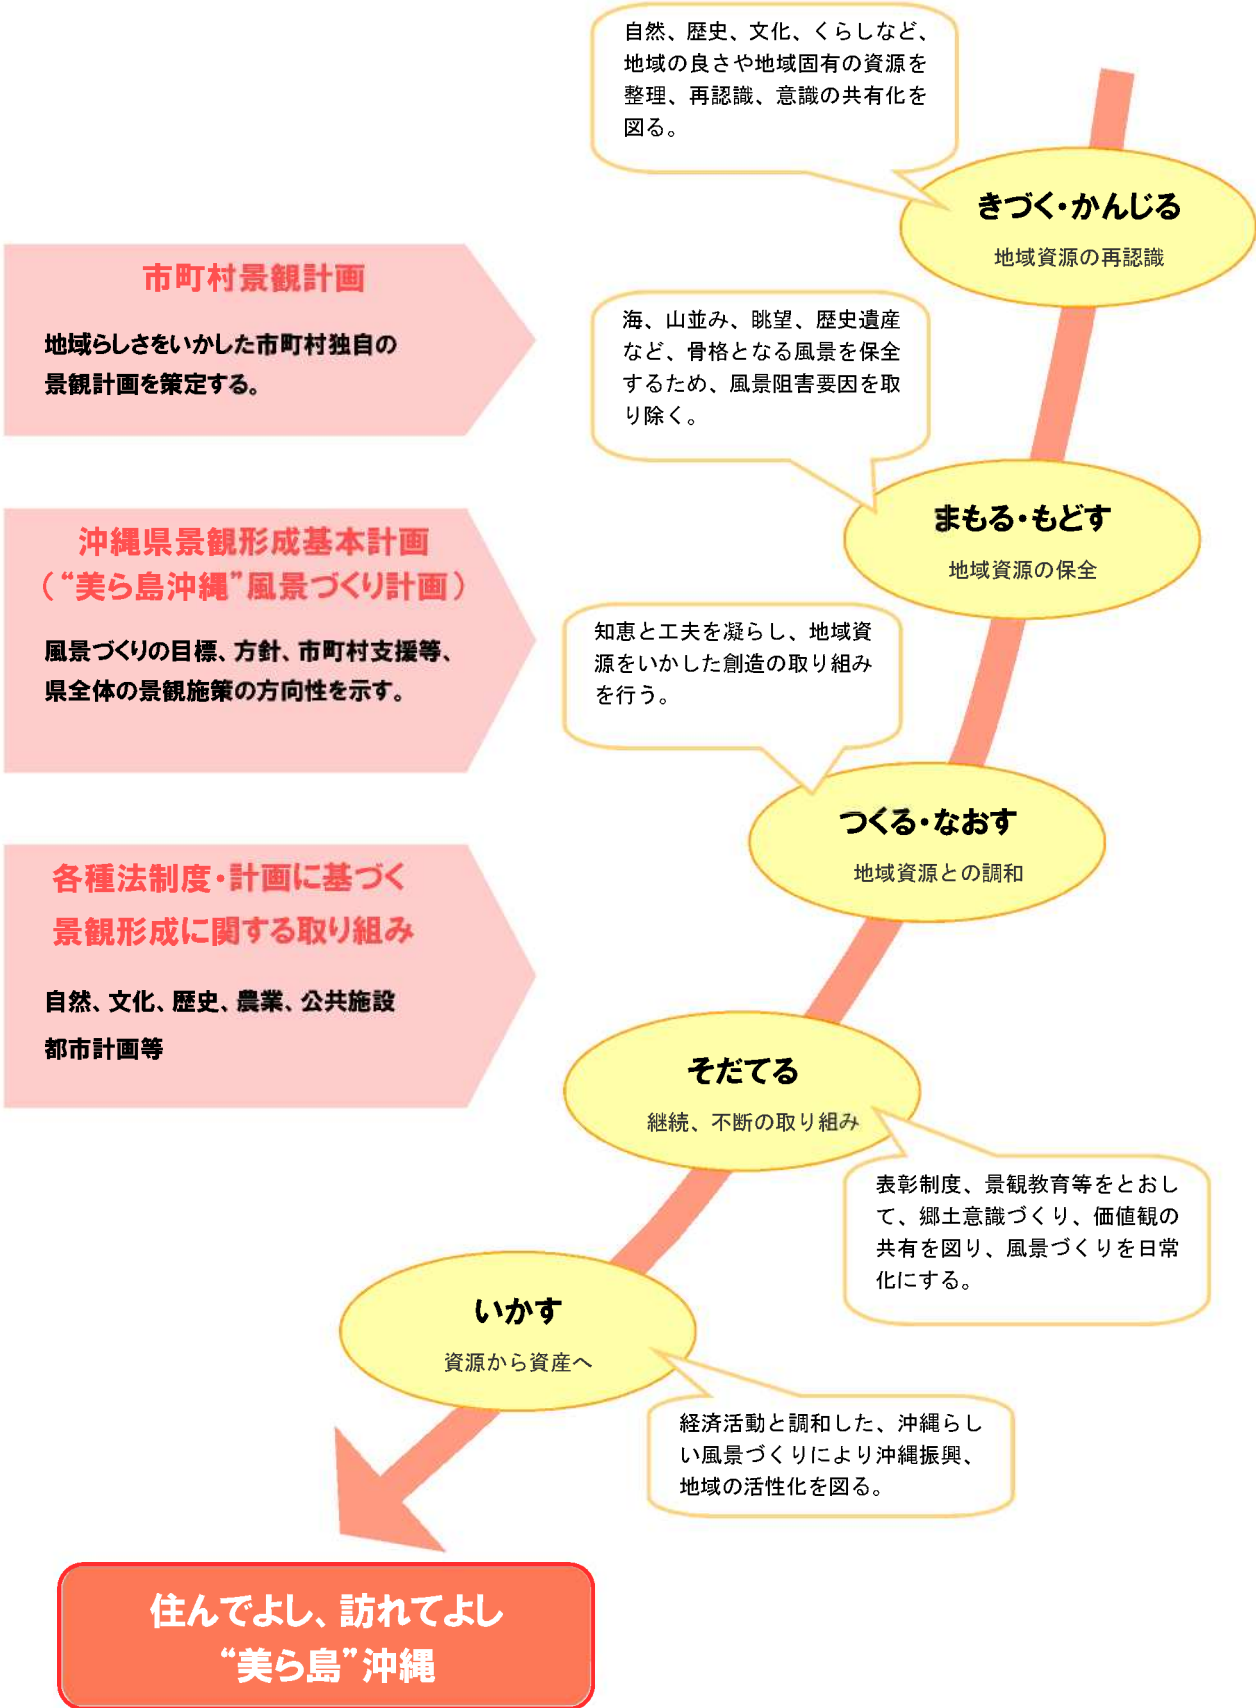 自然、歴史、文化、くらしなど、
地域の良さや地域固有の資源を
整理、再認識、意識の共有化を
図る。
きづく・かんじる
地域資源の再認識
市町村景観計画
地域らしさをいかした市町村独自の
景観計画を策定する。
海、山並み、眺望、歴史遺産
など、骨格となる風景を保全
するため、風景阻害要因を取
り除く。
まもる・もどす
地域資源の保全
沖縄県景観形成基本計画
（“美ら島沖縄”風景づくり計画）
風景づくりの目標、方針、市町村支援等、
県全体の景観施策の方向性を示す。
知恵と工夫を凝らし、地域資
源をいかした創造の取り組み
を行う。
つくる・なおす
地域資源との調和
各種法制度・計画に基づく
景観形成に関する取り組み
自然、文化、歴史、農業、公共施設
都市計画等
そだてる
継続、不断の取り組み
表彰制度、景観教育等をとおし
て、郷土意識づくり、価値観の
共有を図り、風景づくりを日常
化にする。
いかす
資源から資産へ
経済活動と調和した、沖縄らし
い風景づくりにより沖縄振興、
地域の活性化を図る。
住んでよし、訪れてよし
“美ら島”沖縄